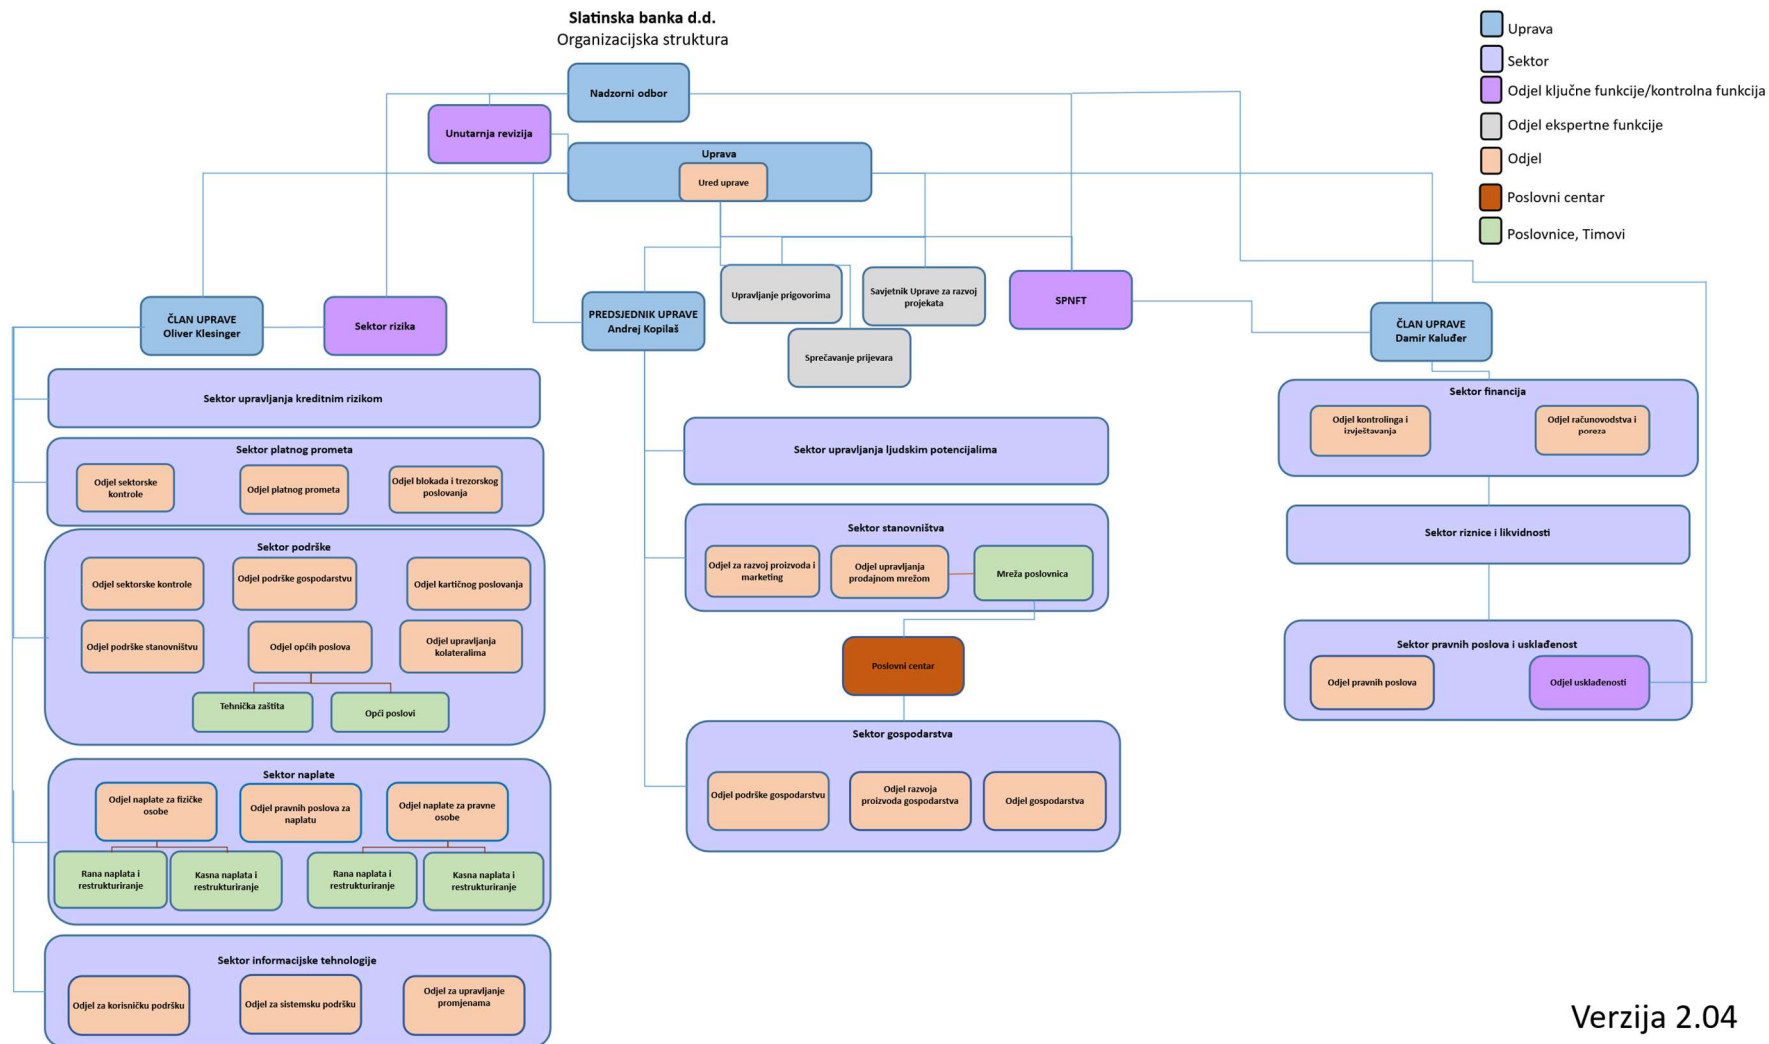 Slatinska banka d.d.
Organizacijska struktura
Uprava
Sektor
Odjel ključne funkcije/kontrolna funkcija
Odjel ekspertne funkcije
Odjel
Poslovni centar
Poslovnice, Timovi
Nadzorni odbor
Unutarnja revizija
Uprava
Ured uprave
Upravljanje prigovorima
Savjetnik Uprave za razvoj
projekata
SPNFT
Sprečavanje prijevara
ČLAN UPRAVE
Oliver Klesinger
Sektor rizika
PREDSJEDNIK UPRAVE
Andrej Kopilaš
ČLAN UPRAVE
Damir Kaluđer
Sektor upravljanja kreditnim rizikom
Sektor platnog prometa
Odjel sektorske
kontrole
Odjel platnog prometa
Odjel blokada i trezorskog
poslovanja
Sektor podrške
Odjel sektorske kontrole
Odjel podrške gospodarstvu
Odjel kartičnog poslovanja
Odjel podrške stanovništvu
Odjel općih poslova
Odjel upravljanja
kolateralima
Tehnička zaštita
Opći poslovi
Sektor naplate
Odjel naplate za fizičke
osobe
Odjel pravnih poslova za
naplatu
Odjel naplate za pravne
osobe
Rana naplata i
restrukturiranje
Kasna naplata i
restrukturiranje
Rana naplata i
restrukturiranje
Kasna naplata i
restrukturiranje
Sektor informacijske tehnologije
Odjel za korisničku podršku
Odjel za sistemsku podršku
Odjel za upravljanje
promjenama
Sektor upravljanja ljudskim potencijalima
Sektor stanovništva
Odjel za razvoj proizvoda i
marketing
Odjel upravljanja
prodajnom mrežom
Mreža poslovnica
Poslovni centar
Sektor gospodarstva
Odjel podrške gospodarstvu
Odjel razvoja
proizvoda gospodarstva
Odjel gospodarstva
Sektor financija
Odjel kontrolinga i
izvještavanja
Odjel računovodstva i
poreza
Sektor riznice i likvidnosti
Sektor pravnih poslova i usklađenost
Odjel pravnih poslova
Odjel usklađenosti
Verzija 2.04